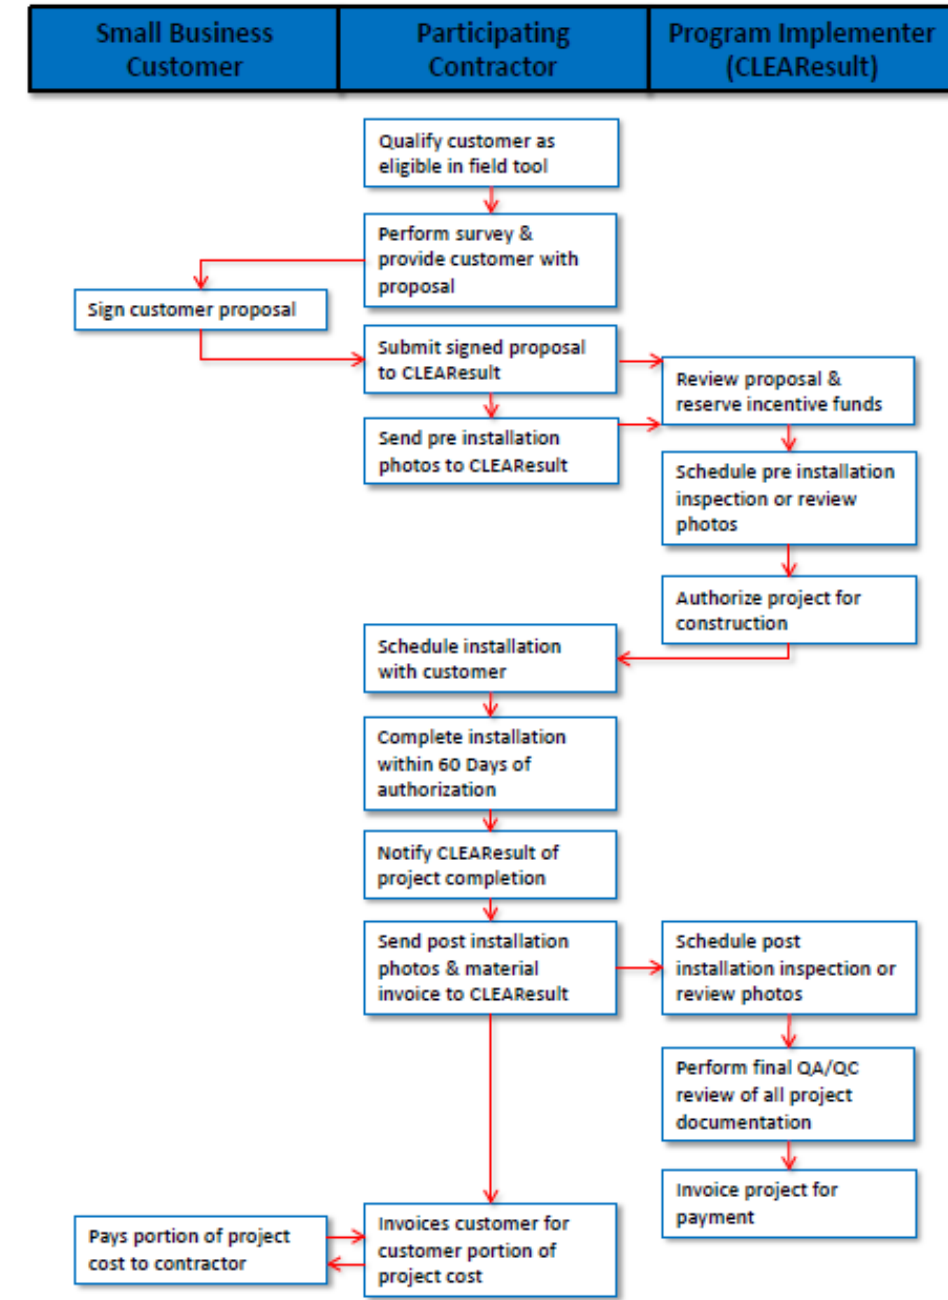 Small Business
Customer
Participating
Contractor
Program Implementer
(CLEAResult)
Qualify customer as
eligible in field tool
Perform survey &
provide customer with
proposal
Sign customer proposal
Submit signed proposal
to CLEAResult
Review proposal &
reserve incentive funds
Send pre installation
photos to CLEAResult
Schedule pre installation
inspection or review
photos
Authorize project for
construction
Schedule installation
with customer
Complete installation
within 60 Days of
authorization
Notify CLEAResult of
project completion
Send post installation
photos & material
invoice to CLEAResult
Schedule post
installation inspection or
review photos
Perform final QA/QC
review of all project
documentation
Invoice project for
payment
Pays portion of project
cost to contractor
Invoices customer for
customer portion of
project cost